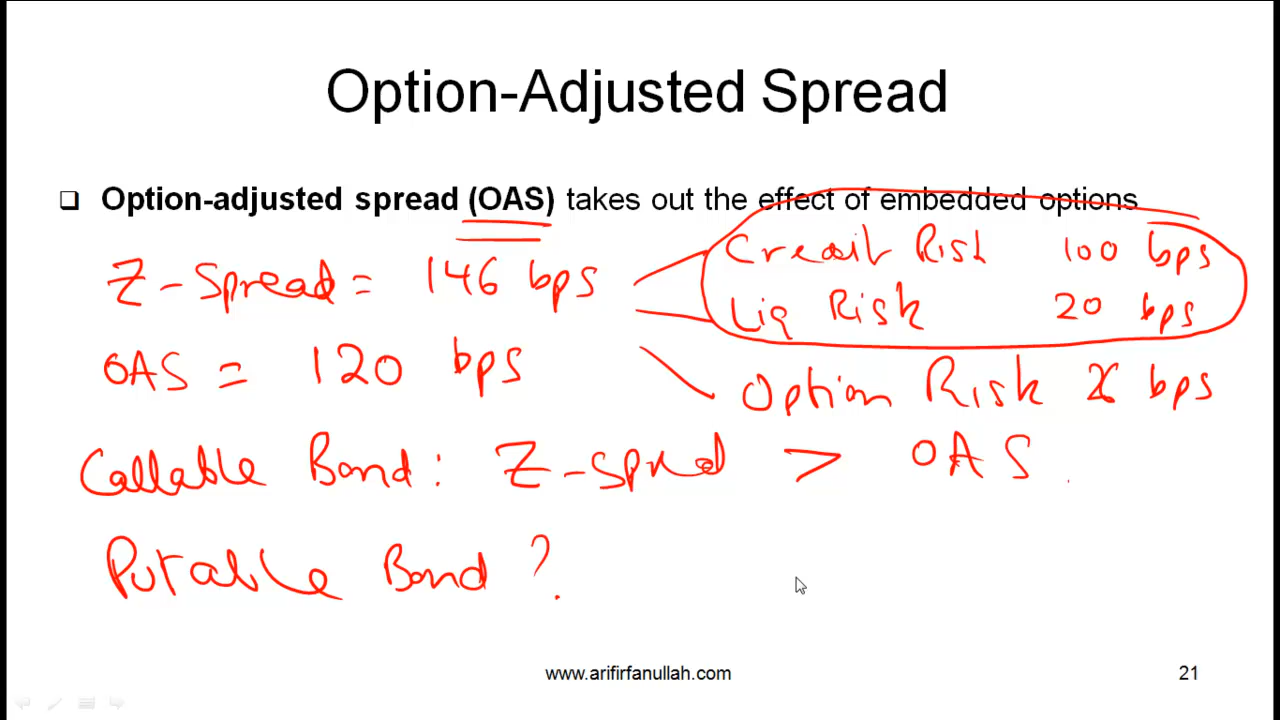 Option-Adjusted Spread
Option-adjusted spread (OAS) takes out the effect of embedded options
Z-Spread = 146 bps
Credit Risk 100 bps
Liq Risk 20 bps
OAS = 120 bps
Option Risk bps
Callable Bond: Z-spread > OAS
Putable Bond ?
www.arifirfanullah.com
21